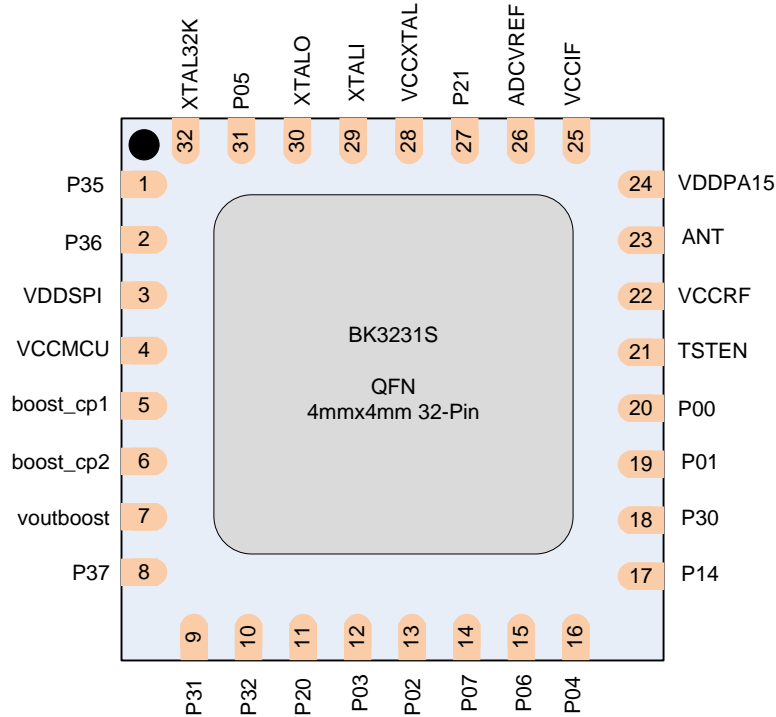 XTAL32K
P05
XTALO
XTALI
VCCXTAL
P21
ADCVREF
VCCIF
32
31
30
29
28
27
26
25
P35
1
P36
2
VDDSPI
3
VCCMCU
4
boost_cp1
5
boost_cp2
6
voutboost
7
P37
8
BK3231S
QFN
4mmx4mm 32-Pin
24
VDDPA15
23
ANT
22
VCCRF
21
TSTEN
20
P00
19
P01
18
P30
17
P14
9
10
11
12
13
14
15
16
P31
P32
P20
P03
P02
P07
P06
P04